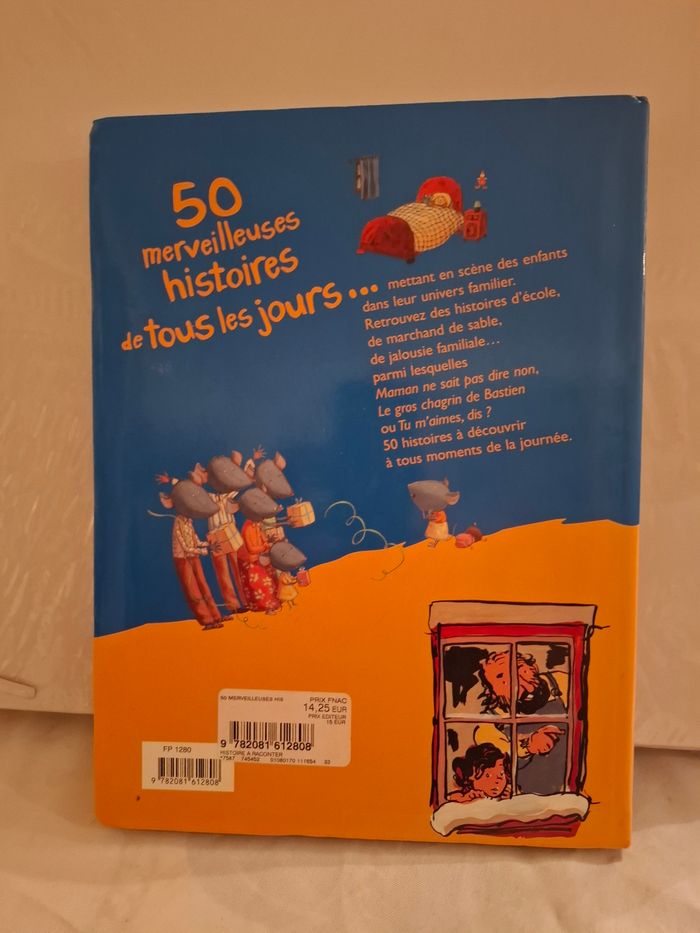 50
merveilleuses
histoires
de tous les jours...
mettant en scène des enfants
dans leur univers familier.
Retrouvez des histoires d'école,
de marchand de sable,
de jalousie familiale…
parmi lesquelles
Maman ne sait pas dire non,
Le gros chagrin de Bastien
ou Tu m'aimes, dis ?
50 histoires à découvrir
à tous moments de la journée.
50 MERVEILLEUSES HIS
PRIX FNAC
14,25 EUR
PRIX EDITEUR
15 EUR
9 782081 612808
HISTOIRE A RACONTER
FP 1280
9 782081 612808